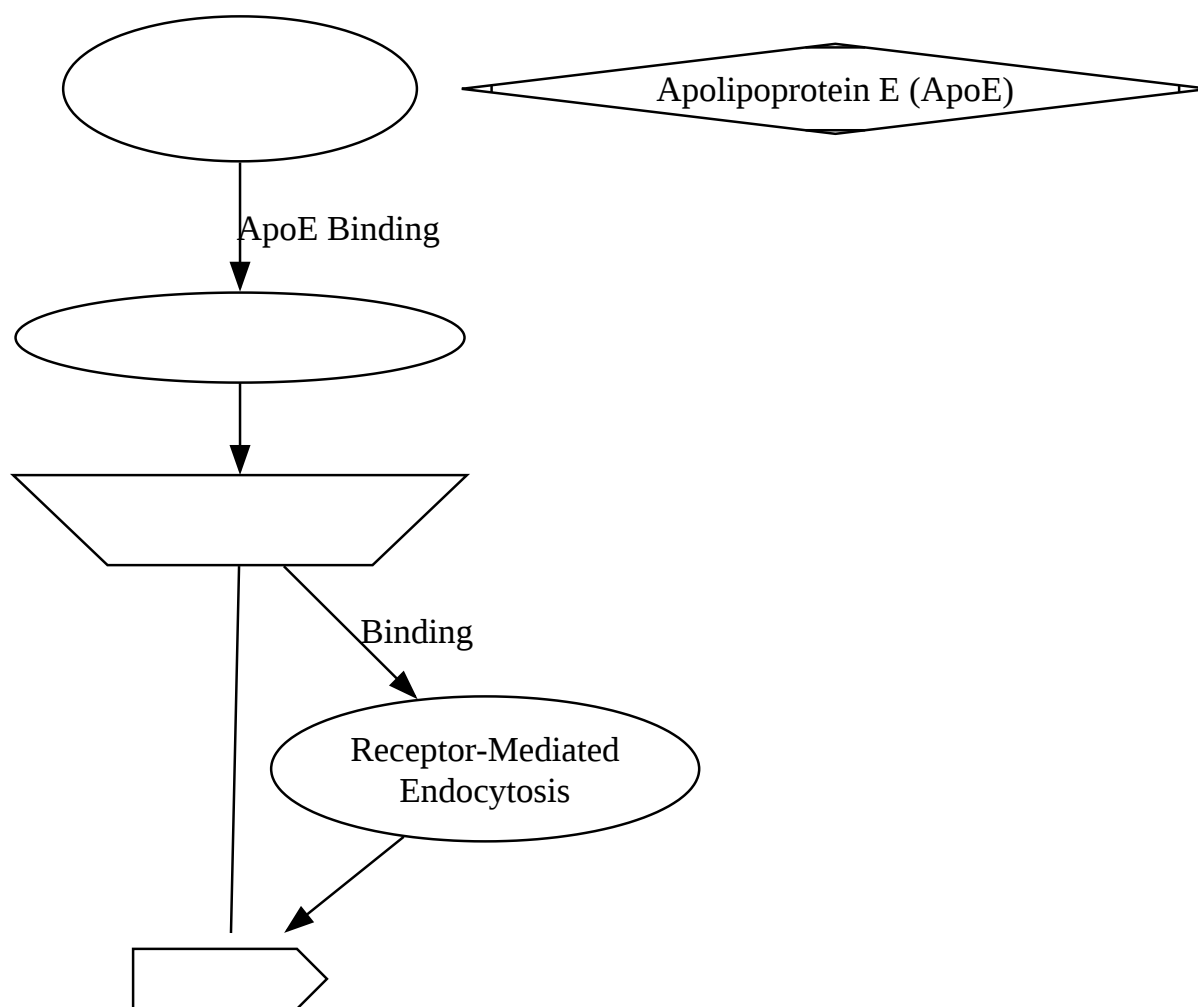 Apolipoprotein E (ApoE)
ApoE Binding
Binding
Receptor-Mediated
Endocytosis